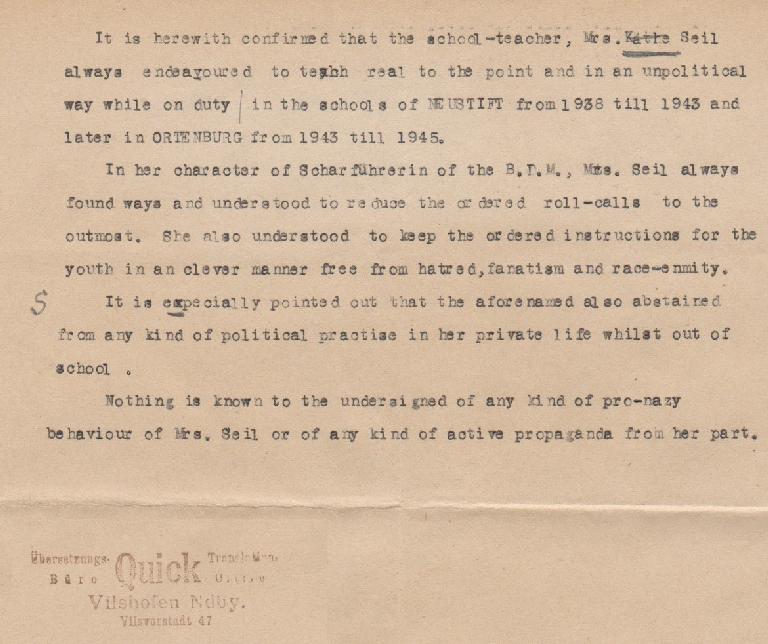 It is herewith confirmed that the school-teacher, Mrs. Käthe Seil
always endeavoured to teach real to the point and in an unpolitical
way while on duty / in the schools of NEUSTIFT from 1938 till 1943 and
later in ORTENBURG from 1943 till 1945.
In her character of Scharführerin of the B.D.M., Mrs. Seil always
found ways and understood to reduce the ordered roll-calls to the
outmost. She also understood to keep the ordered instructions for the
youth in an clever manner free from hatred,fanatism and race-enmity.
S It is expecially pointed out that the aforenamed also abstained
from any kind of political practise in her private life whilst out of
school .
Nothing is known to the undersigned of any kind of pro-nazy
behaviour of Mrs. Seil or of any kind of active propaganda from her part.
Übersetzungs- Quick
Büro
Vilshofen Ndby.
Vilsvorstadt 47